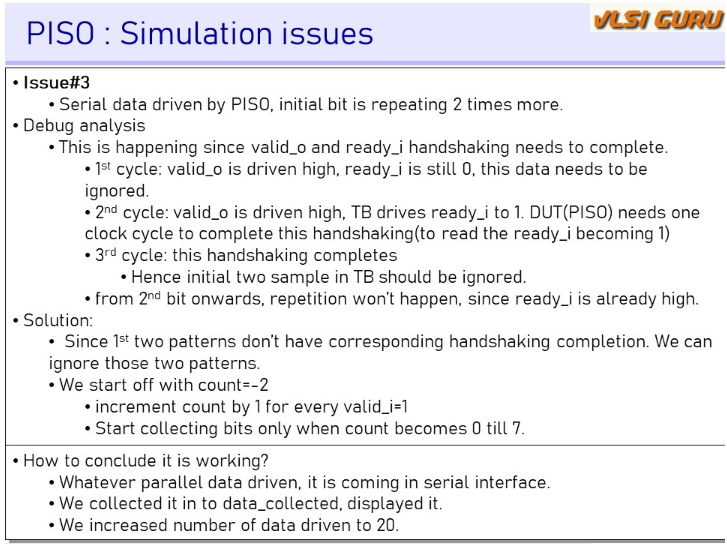 PISO : Simulation issues
VLSI GURU
• Issue#3
• Serial data driven by PISO, initial bit is repeating 2 times more.
• Debug analysis
• This is happening since valid_o and ready_i handshaking needs to complete.
• 1st cycle: valid_o is driven high, ready_i is still 0, this data needs to be
ignored.
• 2nd cycle: valid_o is driven high, TB drives ready_i to 1. DUT(PISO) needs one
clock cycle to complete this handshaking(to read the ready_i becoming 1)
• 3rd cycle: this handshaking completes
• Hence initial two sample in TB should be ignored.
• from 2nd bit onwards, repetition won't happen, since ready_i is already high.
• Solution:
• Since 1st two patterns don't have corresponding handshaking completion. We can
ignore those two patterns.
• We start off with count=-2
• increment count by 1 for every valid_i=1
• Start collecting bits only when count becomes 0 till 7.
• How to conclude it is working?
• Whatever parallel data driven, it is coming in serial interface.
• We collected it in to data_collected, displayed it.
• We increased number of data driven to 20.